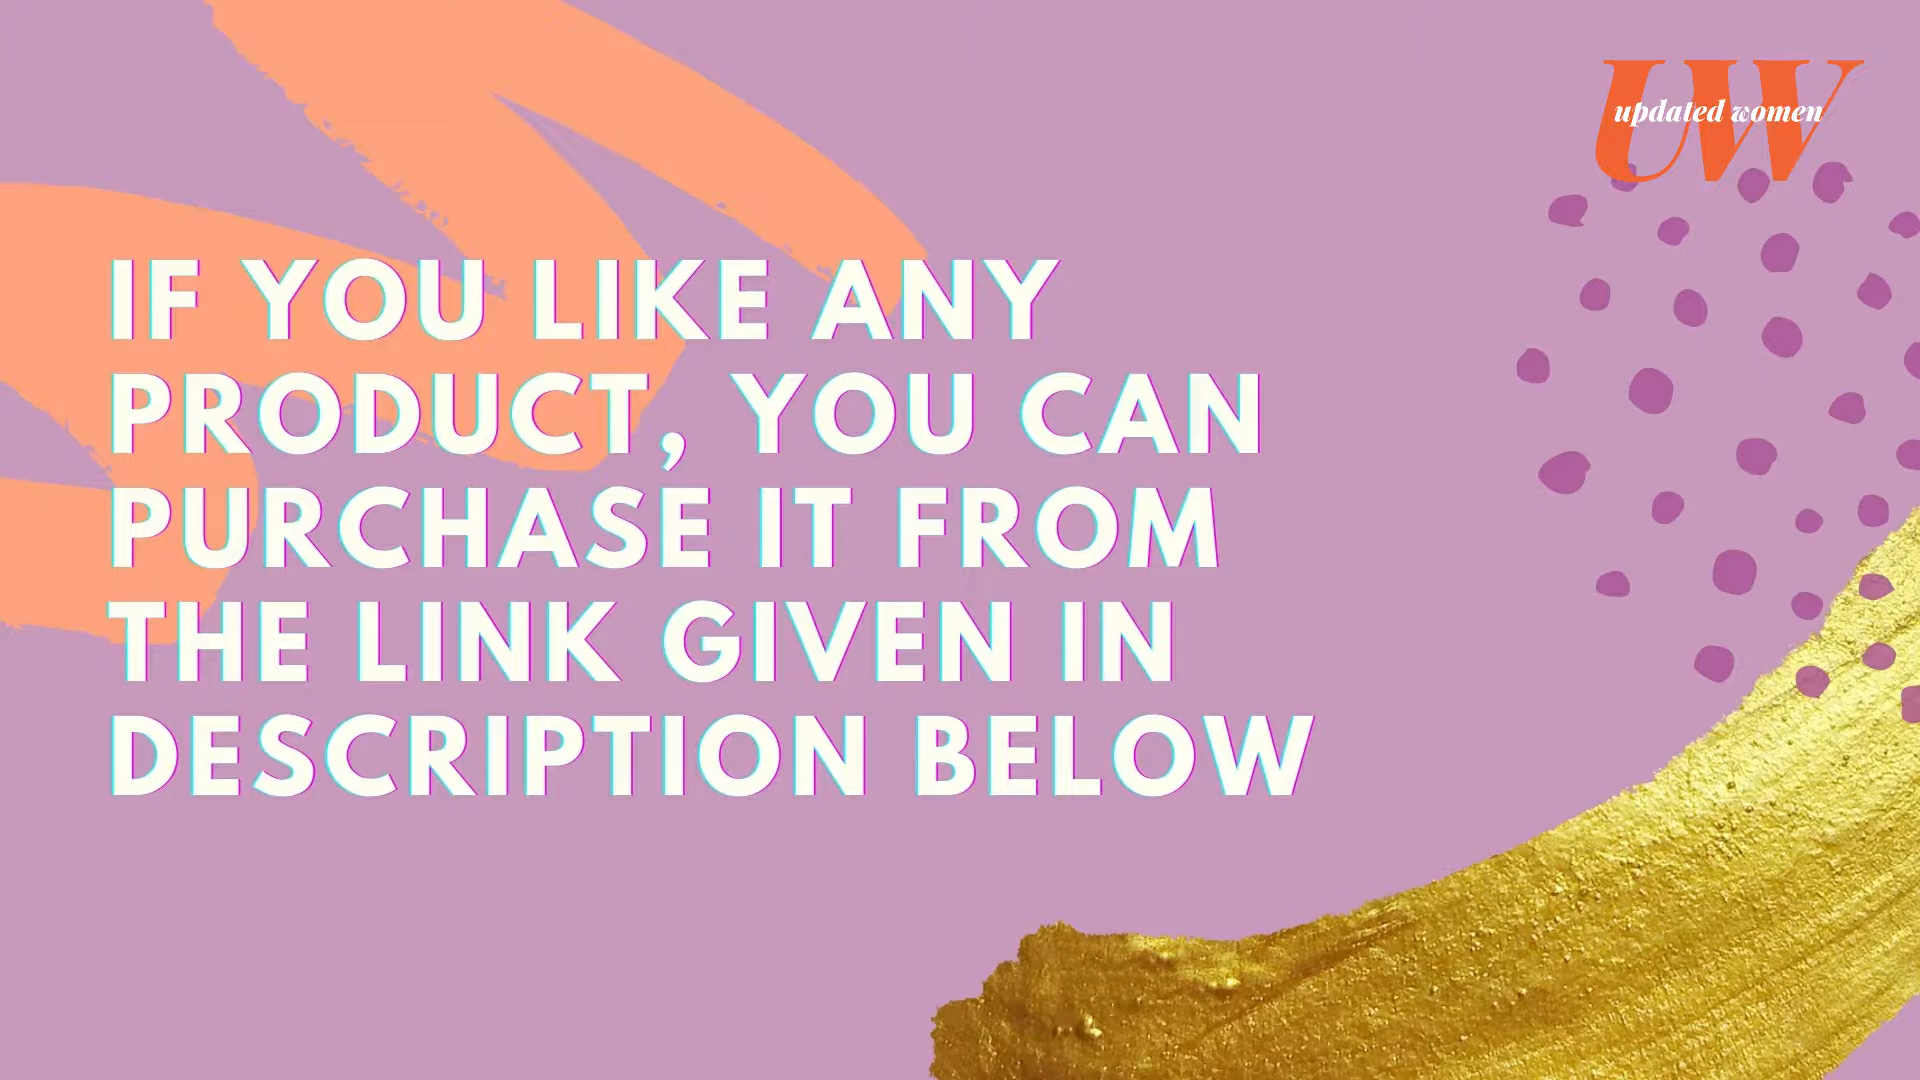 UW
updated women
IF YOU LIKE ANY
PRODUCT, YOU CAN
PURCHASE IT FROM
THE LINK GIVEN IN
DESCRIPTION BELOW